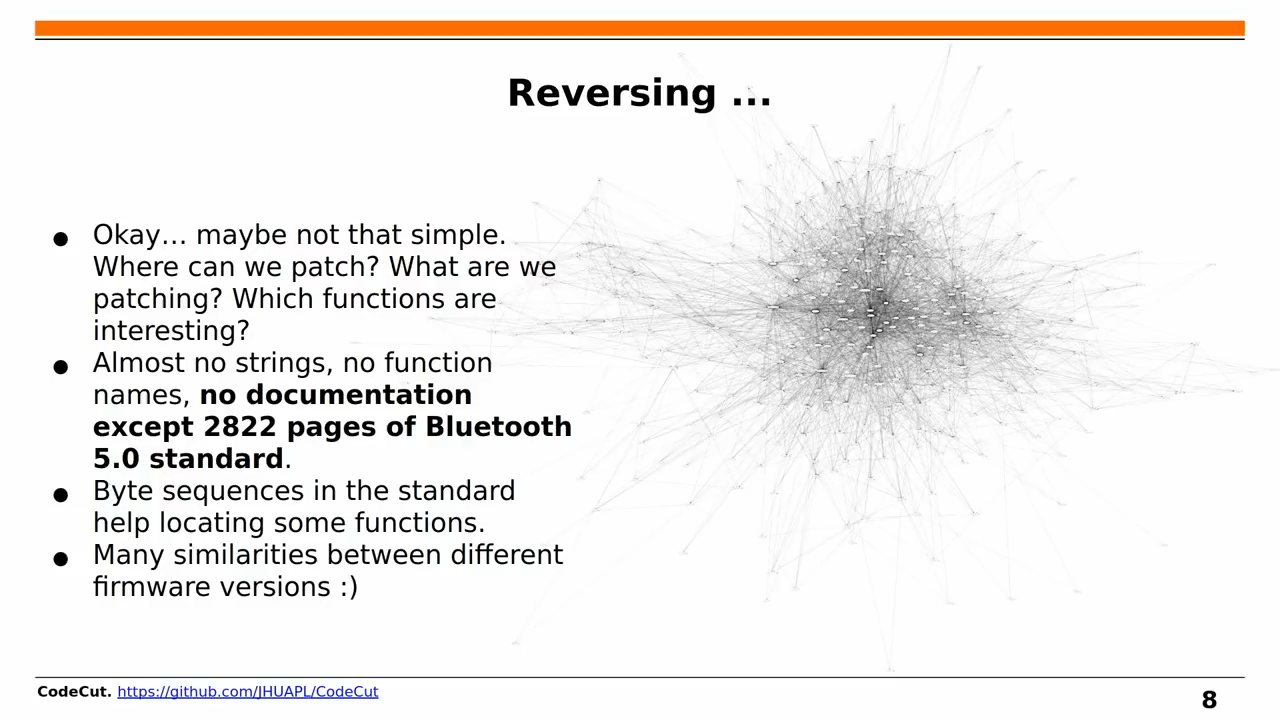 Reversing ...
● Okay… maybe not that simple.
Where can we patch? What are we
patching? Which functions are
interesting?
● Almost no strings, no function
names, no documentation
except 2822 pages of Bluetooth
5.0 standard.
● Byte sequences in the standard
help locating some functions.
● Many similarities between different
firmware versions :)
CodeCut. https://github.com/JHUAPL/CodeCut
8